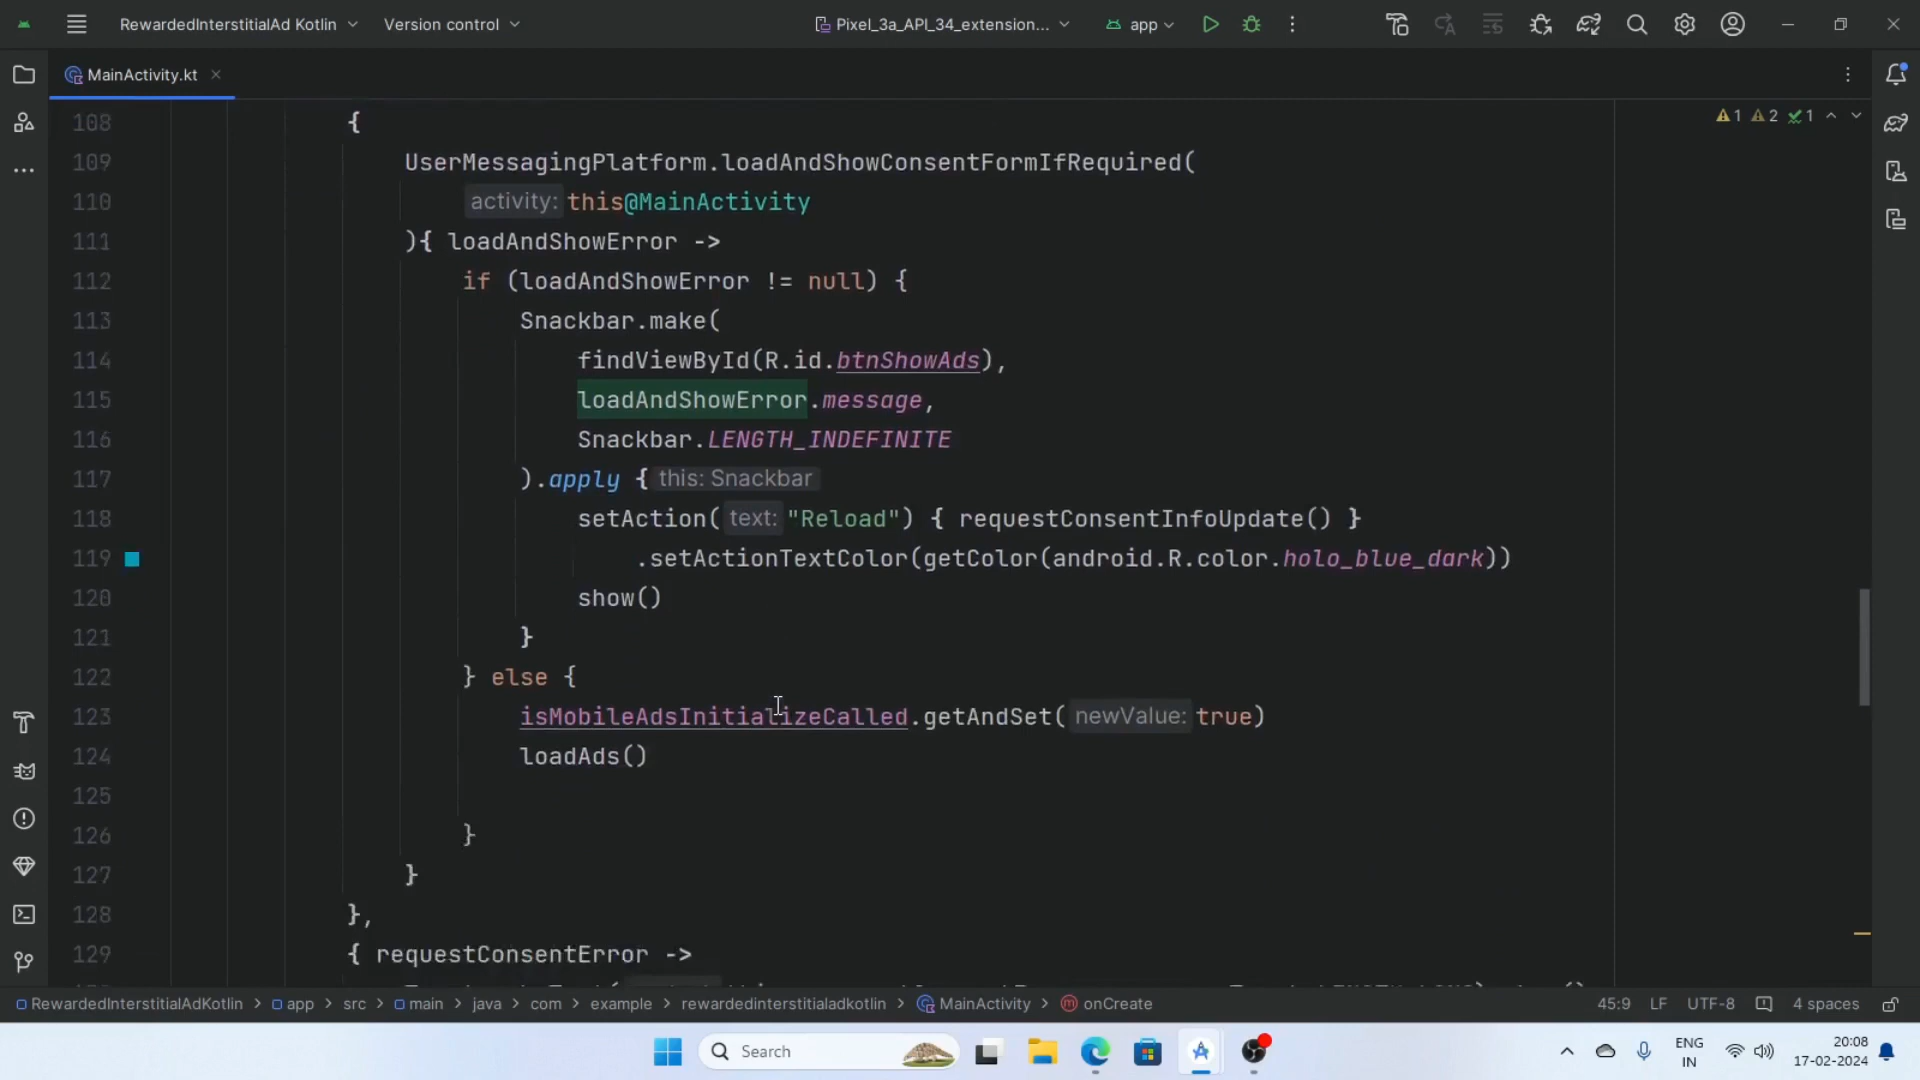 RewardedInterstitialAd Kotlin Version control Pixel_3a_API_34_extension... app
MainActivity.kt
1 2 1
108 {
109 UserMessagingPlatform.loadAndShowConsentFormIfRequired(
110 activity: this@MainActivity
111 ){ loadAndShowError ->
112 if (loadAndShowError != null) {
113 Snackbar.make(
114 findViewById(R.id.btnShowAds),
115 loadAndShowError.message,
116 Snackbar.LENGTH_INDEFINITE
117 ).apply { this: Snackbar
118 setAction( text: "Reload") { requestConsentInfoUpdate() }
119 .setActionTextColor(getColor(android.R.color.holo_blue_dark))
120 show()
121 }
122 } else {
123 isMobileAdsInitializeCalled.getAndSet( newValue: true)
124 loadAds()
125
126 }
127 }
128 },
129 { requestConsentError ->
RewardedInterstitialAdKotlin > app > src > main > java > com > example > rewardedinterstitialadkotlin > MainActivity > onCreate 45:9 LF UTF-8 4 spaces
Search ENG IN 20:08 17-02-2024